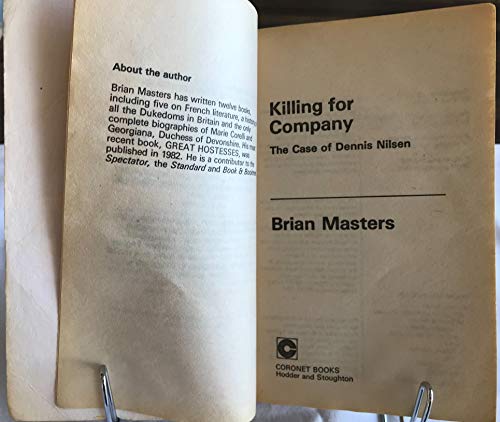 About the author
Brian Masters has written twelve books,
including five on French literature, a history
all the Dukedoms in Britain and the only
complete biographies of Marie Corelli and
Georgiana, Duchess of Devonshire. His most
recent book, GREAT HOSTESSES, was
published in 1982. He is a contributor to the
Spectator, the Standard and Book &
Killing for
Company
The Case of Dennis Nilsen
Brian Masters
CORONET BOOKS
Hodder and Stoughton